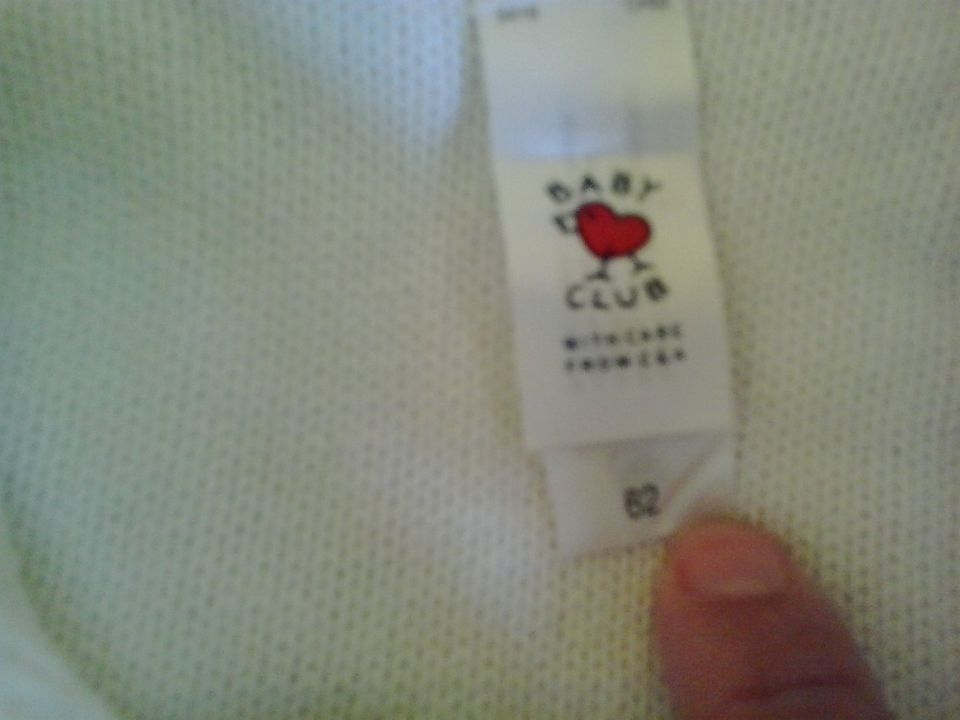 BABY
CLUB
WITH CARE
FROM C&A
62